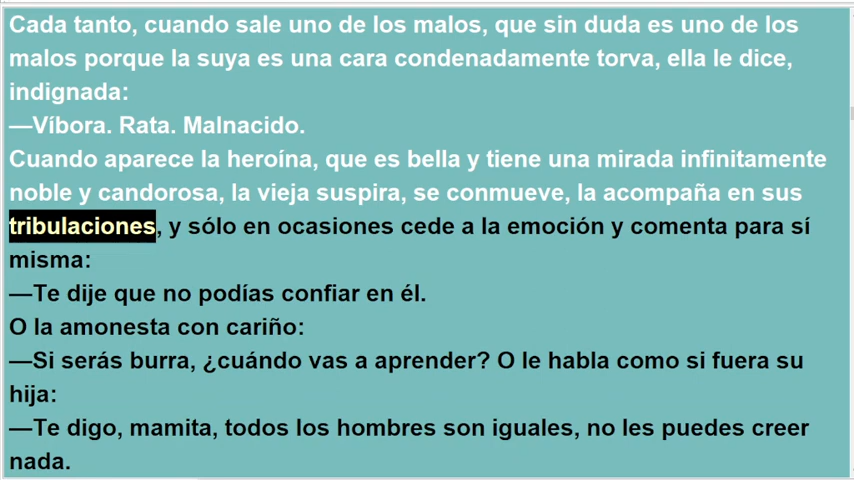 Cada tanto, cuando sale uno de los malos, que sin duda es uno de los
malos porque la suya es una cara condenadamente torva, ella le dice,
indignada:
—Víbora. Rata. Malnacido.
Cuando aparece la heroína, que es bella y tiene una mirada infinitamente
noble y candorosa, la vieja suspira, se conmueve, la acompaña en sus
tribulaciones, y sólo en ocasiones cede a la emoción y comenta para sí
misma:
—Te dije que no podías confiar en él.
O la amonesta con cariño:
—Si serás burra, ¿cuándo vas a aprender? O le habla como si fuera su
hija:
—Te digo, mamita, todos los hombres son iguales, no les puedes creer
nada.